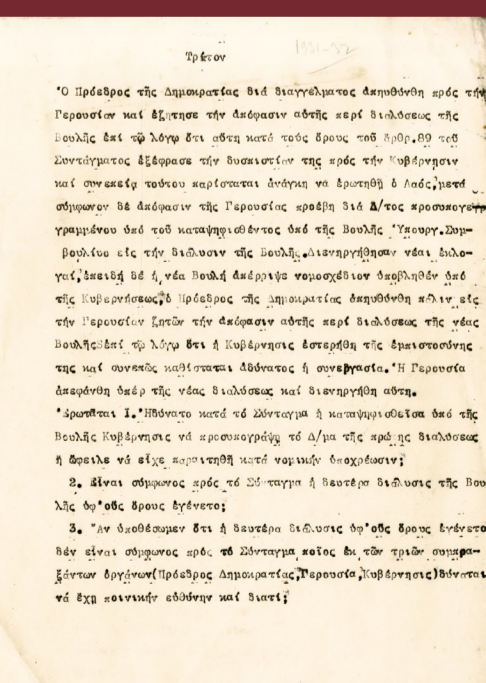 1931-32
Τρίτον
Ὁ Πρόεδρος τῆς Δημοκρατίας διά διαγγέλματος ἀπηυθύνθη πρός τήν
Γερουσίαν καί ἐζήτησε τήν ἀπόφασιν αὐτῆς περί διαλύσεως τῆς
Βουλῆς ἐπί τῷ λόγῳ ὅτι αὕτη κατά τούς ὅρους τοῦ ἄρθρ.89 τοῦ
Συντάγματος ἐξέφρασε τήν δυσπιστίαν της πρός τήν Κυβέρνησιν
καί συνεπείᾳ τούτου παρίσταται ἀνάγκη νά ἐρωτηθῇ ὁ Λαός, μετά
σύμφωνον δέ ἀπόφασιν τῆς Γερουσίας προέβη διά Δ/τος προσυπογε
γραμμένου ὑπό τοῦ καταψηφισθέντος ὑπό τῆς Βουλῆς Ὑπουργ.Συμ-
βουλίου εἰς τήν διάλυσιν τῆς Βουλῆς.Διενηργήθησαν νέαι ἐκλο-
γαί, ἐπειδή δέ ἡ νέα Βουλή ἀπέρριψε νομοσχέδιον ὑποβληθέν ὑπό
τῆς Κυβερνήσεως, ὁ Πρόεδρος τῆς Δημοκρατίας ἀπηυθύνθη πάλιν εἰς
τήν Γερουσίαν ζητῶν τήν ἀπόφασιν αὐτῆς περί διαλύσεως τῆς νέας
Βουλῆς ἐπί τῷ λόγῳ ὅτι ἡ Κυβέρνησις ἐστερήθη τῆς ἐμπιστοσύνης
της καί συνεπῶς καθίσταται ἀδύνατος ἡ συνεργασία. Ἡ Γερουσία
ἀπεφάνθη ὑπέρ τῆς νέας διαλύσεως καί διενηργήθη αὕτη.
Ἐρωτᾶται I. Ἠδύνατο κατά τό Σύνταγμα ἡ καταψηφισθεῖσα ὑπό τῆς
Βουλῆς Κυβέρνησις νά προσυπογράψῃ τό Δ/μα τῆς πρώτης διαλύσεως
ἤ ὤφειλε νά εἶχε παραιτηθῆ κατά νομικήν ὑποχρέωσιν;
2. Εἶναι σύμφωνος πρός τό Σύνταγμα ἡ δευτέρα διάλυσις τῆς Βου
λῆς ὑφ'οὕς ὅρους ἐγένετο;
3. Ἄν ὑποθέσωμεν ὅτι ἡ δευτέρα διάλυσις ὑφ'οὕς ὅρους ἐγένετο
δέν εἶναι σύμφωνος πρός τό Σύνταγμα ποῖος ἐκ τῶν τριῶν συμπρα-
ξάντων ὀργάνων(Πρόεδρος Δημοκρατίας,Γερουσία,Κυβέρνησις)δύναται
νά ἔχῃ ποινικήν εὐθύνην καί διατί;